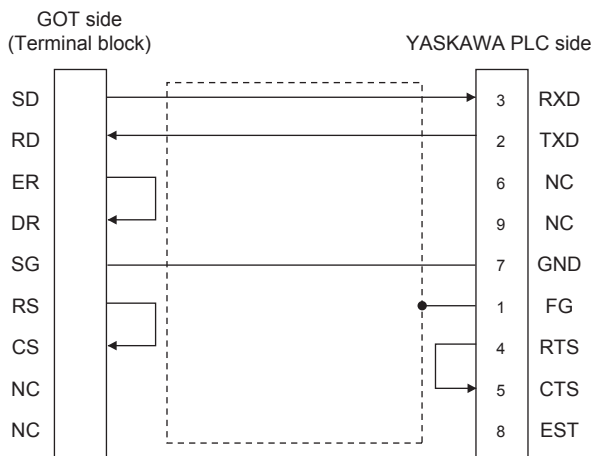 GOT side
(Terminal block)
YASKAWA PLC side
SD 3 RXD
RD 2 TXD
ER 6 NC
DR 9 NC
SG 7 GND
RS 1 FG
CS 4 RTS
NC 5 CTS
NC 8 EST